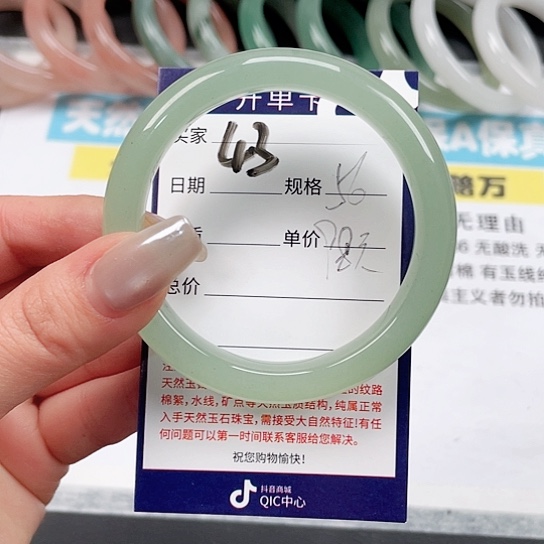 开单卡
买家 43
日期 规格 56
单价
总价
天然玉
的纹路
棉絮，水线，矿点等天然玉质结构，纯属正常
入手天然玉石珠宝，需接受大自然特征!有任
何问题可以第一时间联系客服给您解决。
祝您购物愉快！
抖音商城
QIC中心
天然
保A保真
赔万
无理由
无酸洗
有玉线
主义者勿拍